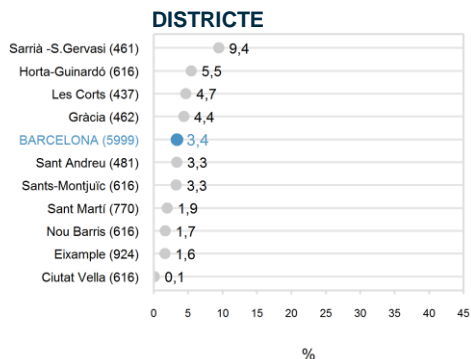 DISTRICTE
Sarrià -S.Gervasi (461) 9,4
Horta-Guinardó (616) 5,5
Les Corts (437) 4,7
Gràcia (462) 4,4
BARCELONA (5999) 3,4
Sant Andreu (481) 3,3
Sants-Montjuïc (616) 3,3
Sant Martí (770) 1,9
Nou Barris (616) 1,7
Eixample (924) 1,6
Ciutat Vella (616) 0,1
0 5 10 15 20 25 30 35 40 45
%